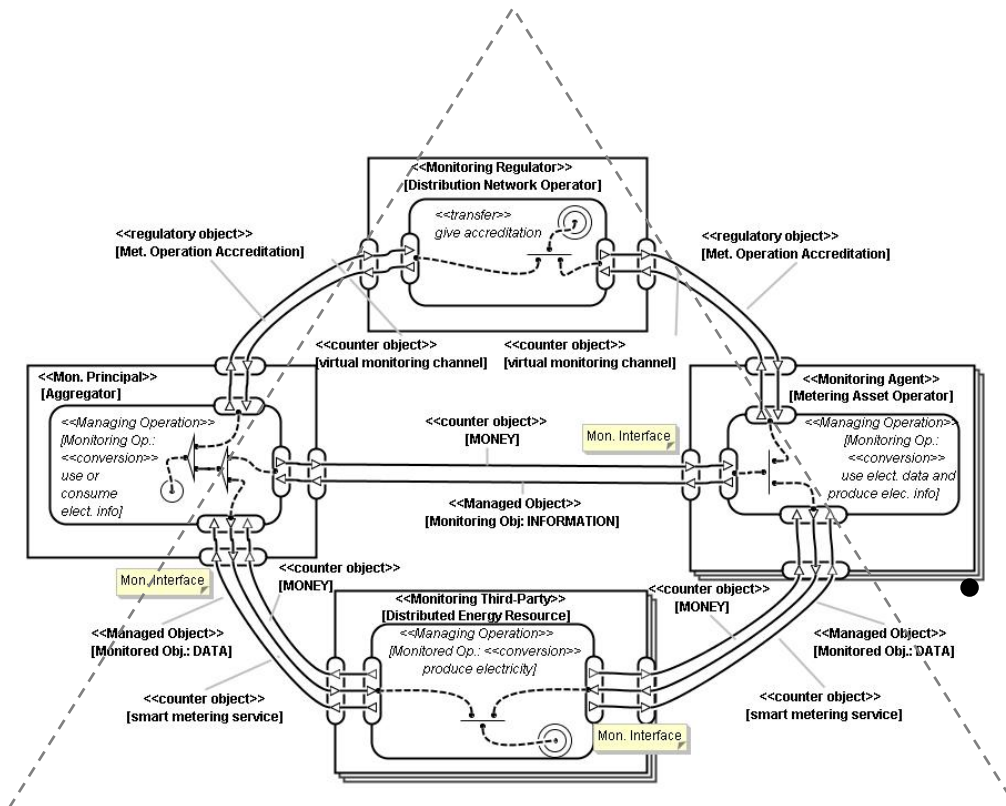 <<Monitoring Regulator>>
[Distribution Network Operator]
<<transfer>>
give accreditation
<<regulatory object>>
[Met. Operation Accreditation]
<<regulatory object>>
[Met. Operation Accreditation]
<<counter object>>
[virtual monitoring channel]
<<counter object>>
[virtual monitoring channel]
<<Mon. Principal>>
[Aggregator]
<<Managing Operation>>
[Monitoring Op.:
<<conversion>>
use or
consume
elect. info]
<<counter object>>
[MONEY]
Mon. Interface
<<Managed Object>>
[Monitoring Obj: INFORMATION]
<<Monitoring Agent>>
[Metering Asset Operator]
<<Managing Operation>>
[Monitoring Op.:
<<conversion>>
use elect. data and
produce elec. info]
Mon. Interface
<<counter object>>
[MONEY]
<<Managed Object>>
[Monitored Obj.: DATA]
<<counter object>>
[smart metering service]
<<Monitoring Third-Party>>
[Distributed Energy Resource]
<<Managing Operation>>
[Monitored Op.: <<conversion>>
produce electricity]
Mon. Interface
<<counter object>>
[MONEY]
<<Managed Object>>
[Monitored Obj.: DATA]
<<counter object>>
[smart metering service]